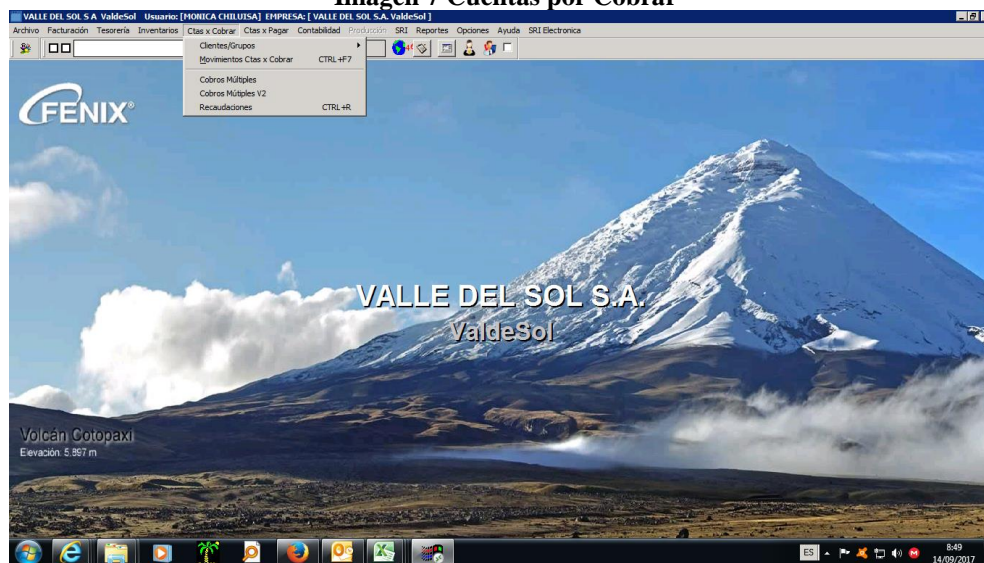 Imagen 7 Cuentas por Cobrar
VALLE DEL SOL S A ValdeSol Usuario: [MONICA CHILUISA] EMPRESA: [ VALLE DEL SOL S.A. ValdeSol ]
Archivo Facturación Tesorería Inventarios Ctas x Cobrar Ctas x Pagar Contabilidad Produccion SRI Reportes Opciones Ayuda SRI Electronica
Clientes/Grupos
Movimientos Ctas x Cobrar CTRL+F7
Cobros Múltiples
Cobros Mútiples V2
Recaudaciones CTRL+R
FENIX®
VALLE DEL SOL S.A.
ValdeSol
Volcán Cotopaxi
Elevación: 5.897 m
ES
8:49
14/09/2017